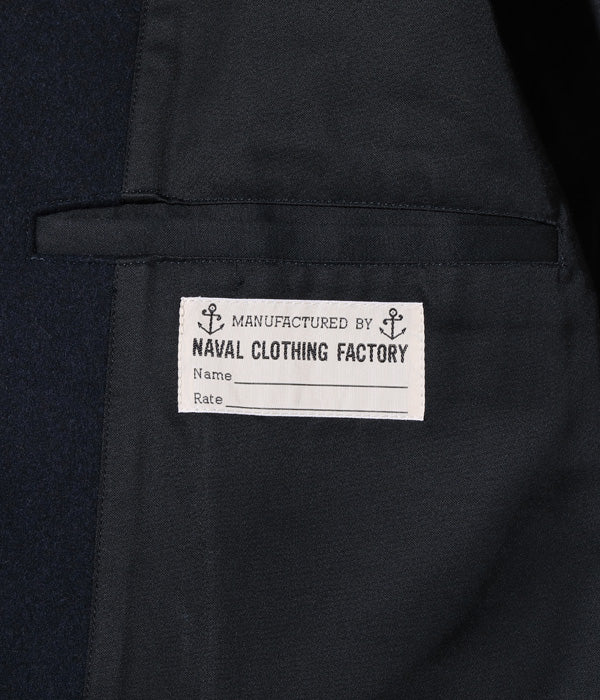 MANUFACTURED BY
NAVAL CLOTHING FACTORY
Name
Rate